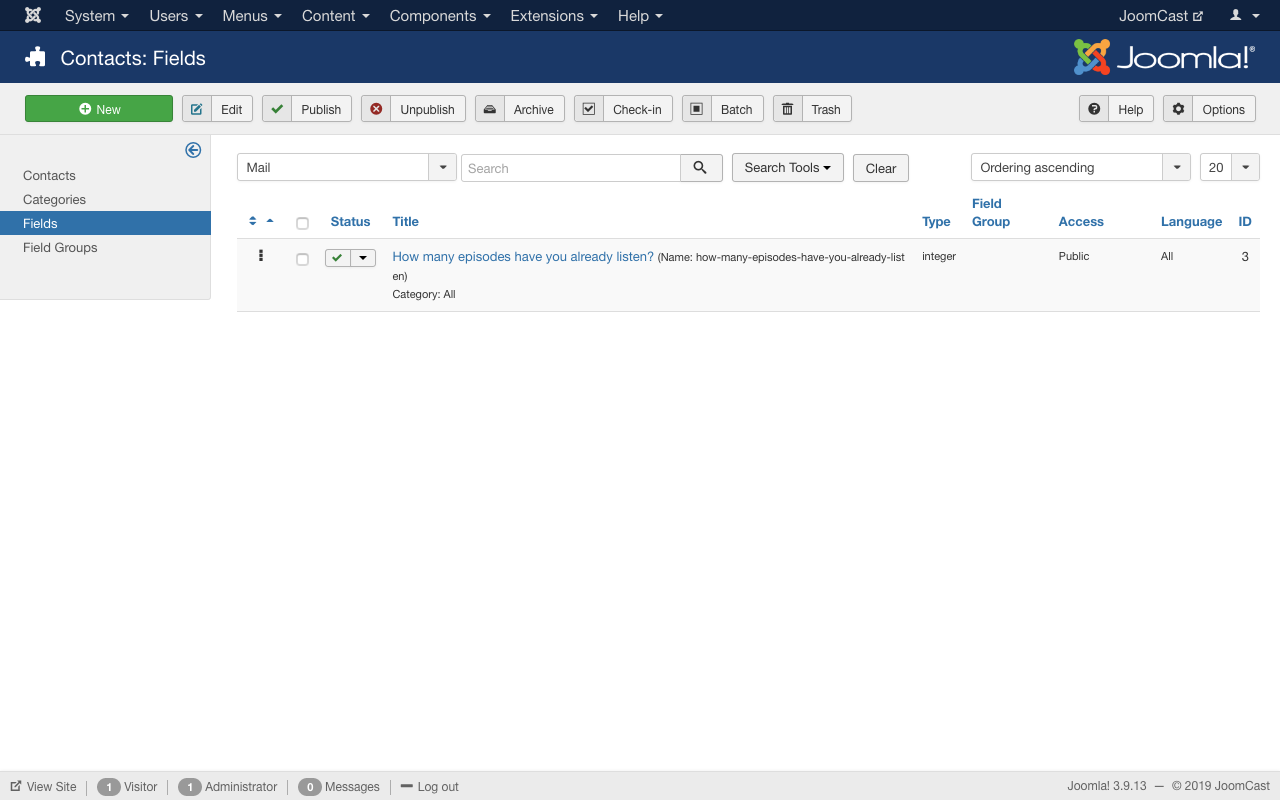 System Users Menus Content Components Extensions Help JoomCast
Contacts: Fields Joomla!®
New Edit Publish Unpublish Archive Check-in Batch Trash Help Options
Contacts
Categories
Fields
Field Groups
Mail Search Search Tools Clear Ordering ascending 20
Status Title Type Field Group Access Language ID
How many episodes have you already listen? (Name: how-many-episodes-have-you-already-list integer Public All 3
en)
Category: All
View Site 1 Visitor 1 Administrator 0 Messages Log out Joomla! 3.9.13 — © 2019 JoomCast